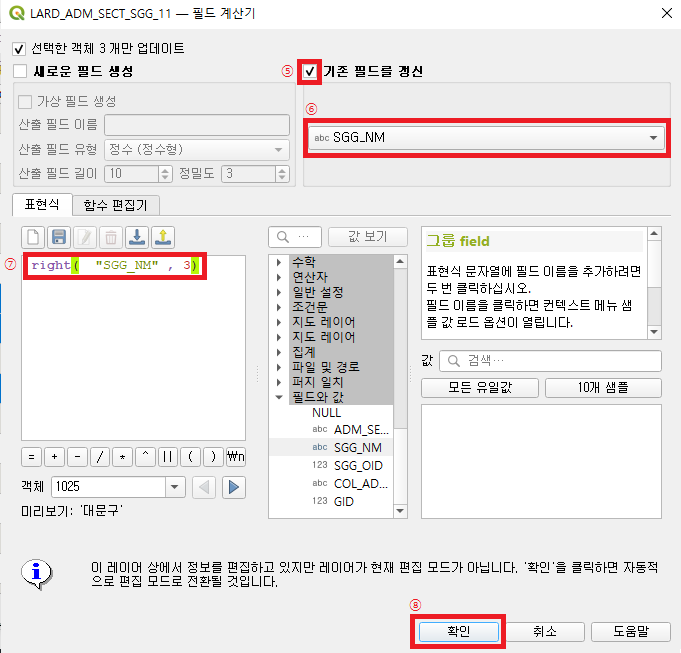 LARD_ADM_SECT_SGG_11 — 필드 계산기
선택한 객체 3 개만 업데이트
새로운 필드 생성
⑤ 기존 필드를 갱신
가상 필드 생성
⑥
산출 필드 이름
abc SGG_NM
산출 필드 유형 정수 (정수형)
산출 필드 길이 10 정밀도 3
표현식 함수 편집기
… 값 보기
그룹 field
⑦ right( "SGG_NM" , 3)
수학
연산자
일반 설정
조건문
지도 레이어
지도 레이어
집계
파일 및 경로
퍼지 일치
필드와 값
NULL
abc ADM_SE...
abc SGG_NM
123 SGG_OID
abc COL_AD...
123 GID
표현식 문자열에 필드 이름을 추가하려면
두 번 클릭하십시오.
필드 이름을 클릭하면 컨텍스트 메뉴 샘
플 값 로드 옵션이 열립니다.
값 검색…
모든 유일값 10개 샘플
= + - / * ^ || ( ) ₩n
객체 1025
미리보기: '대문구'
이 레이어 상에서 정보를 편집하고 있지만 레이어가 현재 편집 모드가 아닙니다. '확인'을 클릭하면 자동적
으로 편집 모드로 전환될 것입니다.
⑧
확인 취소 도움말